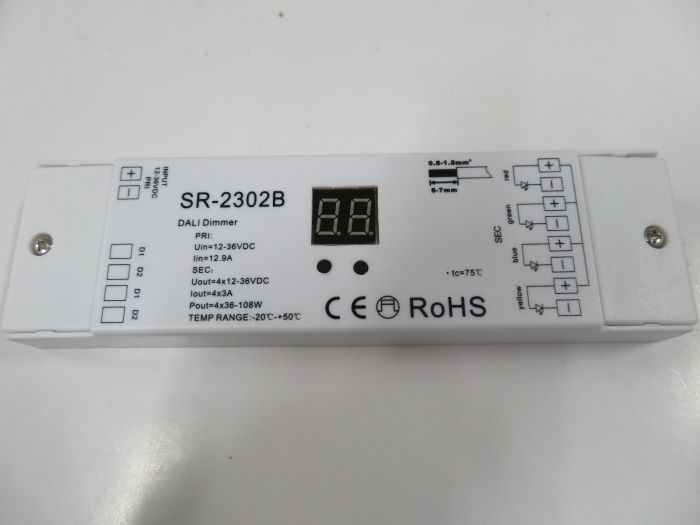 INPUT
12-36VDC
PRI
+
−
D1
D2
D1
D2
SR-2302B
DALI Dimmer
PRI:
Uin=12-36VDC
Iin=12.9A
SEC:
Uout=4x12-36VDC
Iout=4x3A
Pout=4x36-108W
TEMP RANGE:-20℃-+50℃
88
CE RoHS
0.5-1.5mm²
6-7mm
• tc=75℃
SEC
red
+
−
green
+
−
blue
+
−
yellow
+
−